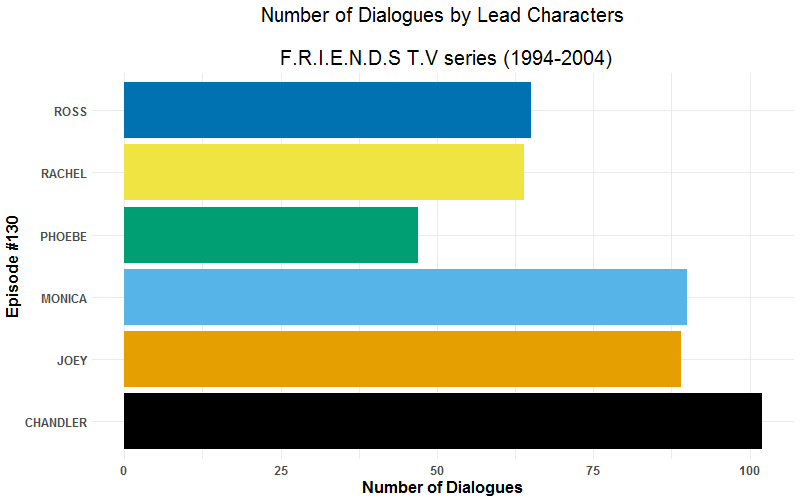 Number of Dialogues by Lead Characters
F.R.I.E.N.D.S T.V series (1994-2004)
Episode #130
ROSS
RACHEL
PHOEBE
MONICA
JOEY
CHANDLER
0 25 50 75 100
Number of Dialogues